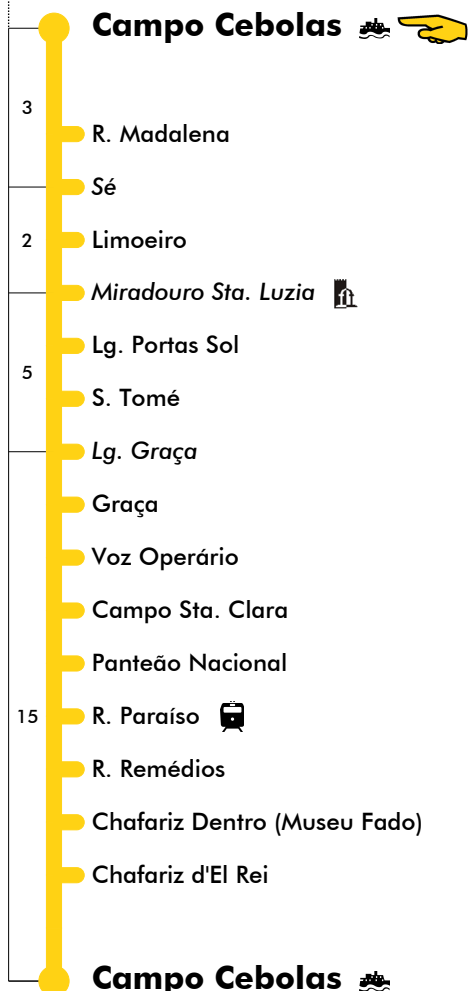 Campo Cebolas
3
R. Madalena
Sé
2
Limoeiro
Miradouro Sta. Luzia
Lg. Portas Sol
5
S. Tomé
Lg. Graça
Graça
Voz Operário
Campo Sta. Clara
Panteão Nacional
15
R. Paraíso
R. Remédios
Chafariz Dentro (Museu Fado)
Chafariz d'El Rei
Campo Cebolas